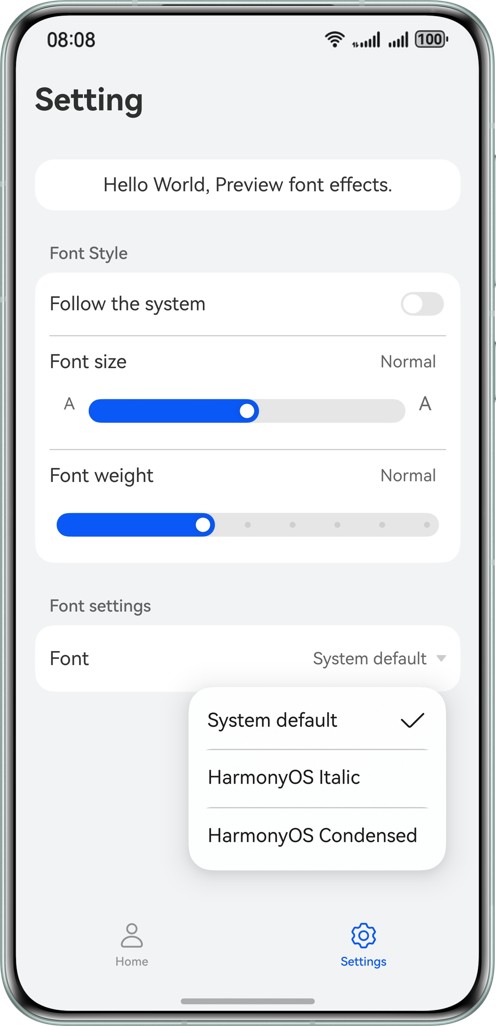 08:08 100
Setting
Hello World, Preview font effects.
Font Style
Follow the system
Font size Normal
A A
Font weight Normal
Font settings
Font System default
System default
HarmonyOS Italic
HarmonyOS Condensed
Home Settings